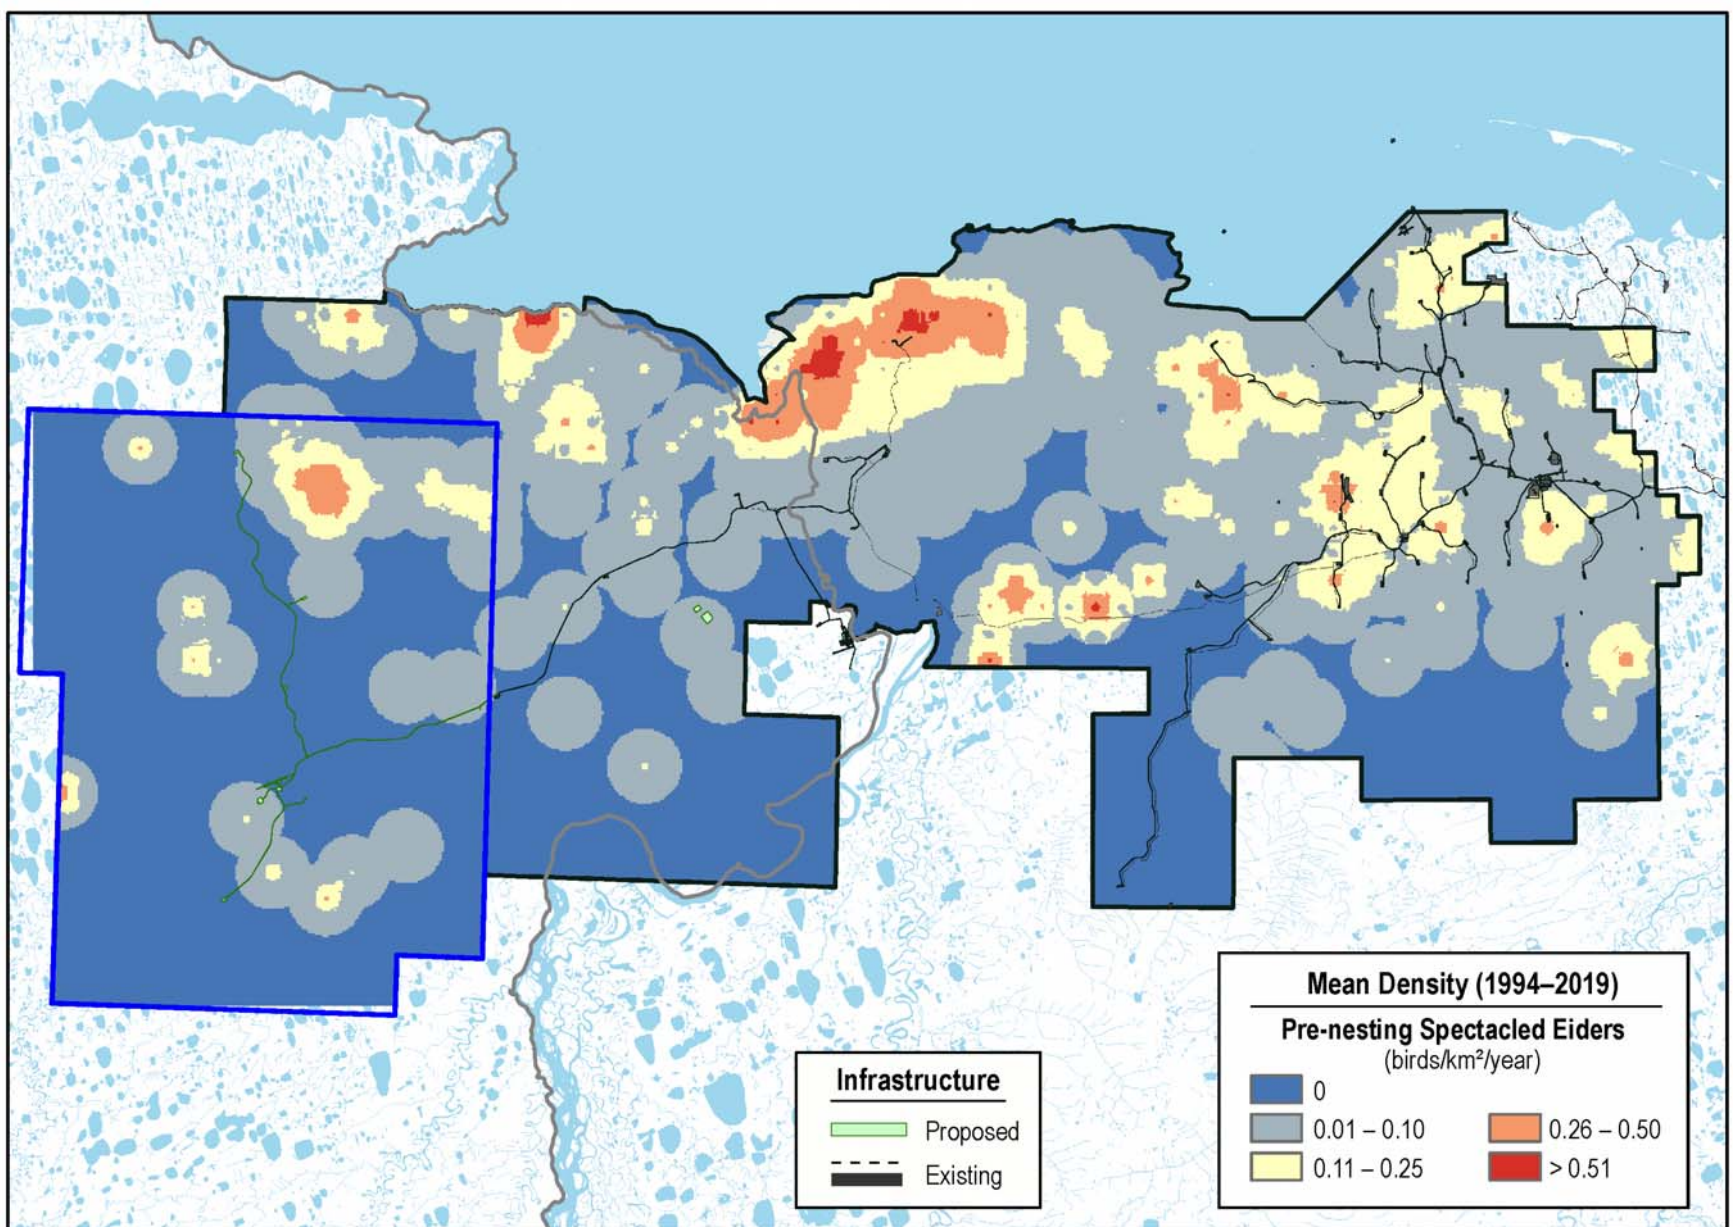 Mean Density (1994–2019)
Pre-nesting Spectacled Eiders
(birds/km²/year)
0
0.01 – 0.10
0.11 – 0.25
0.26 – 0.50
> 0.51
Infrastructure
Proposed
Existing